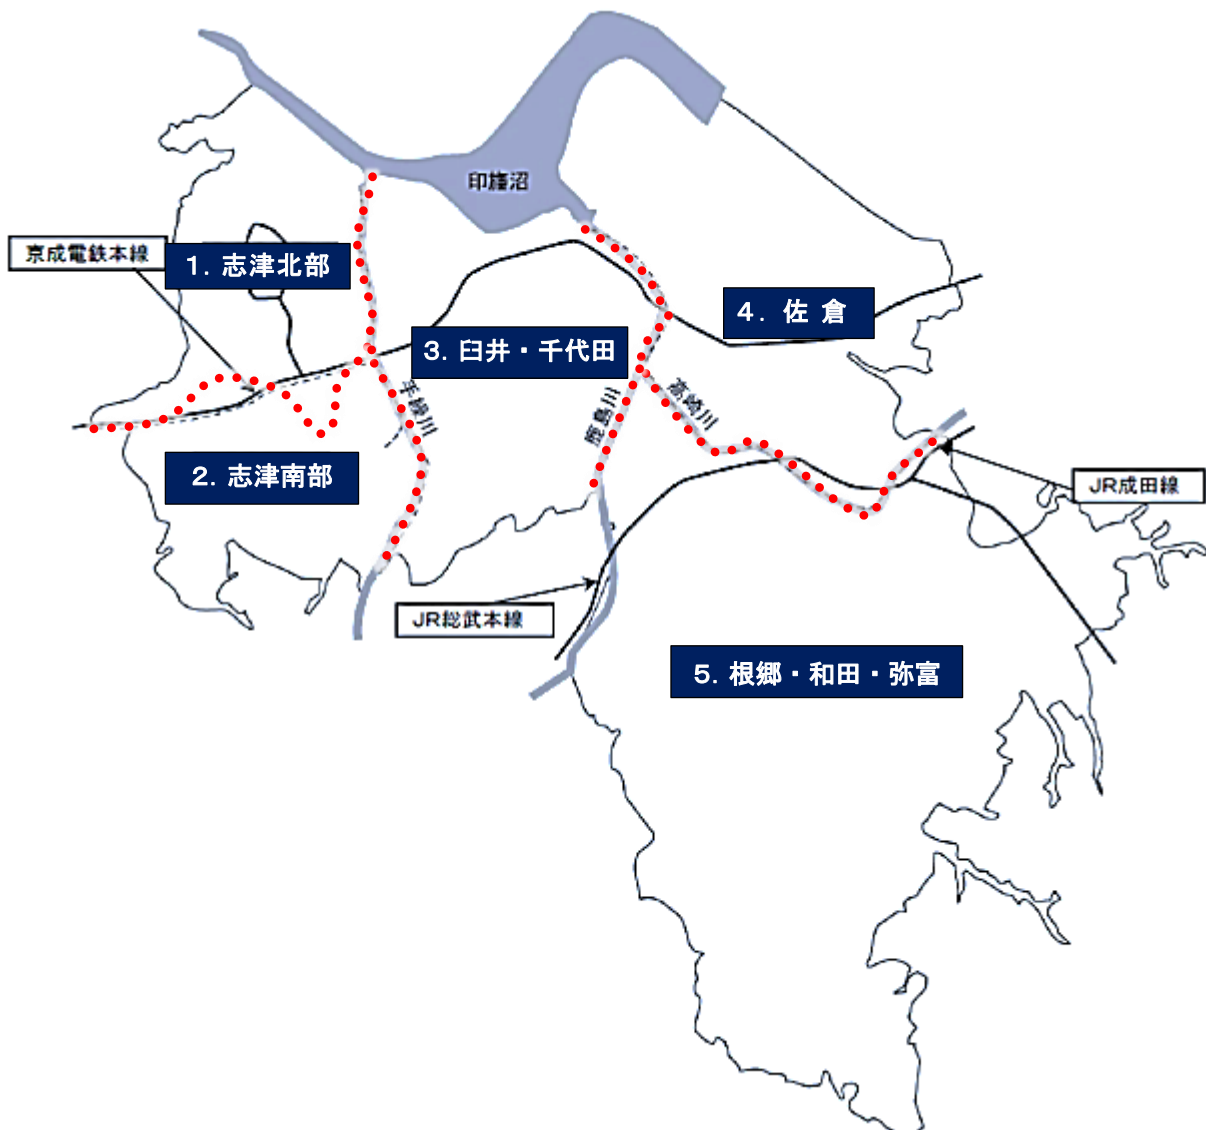 印旛沼
京成電鉄本線
1. 志津北部
4. 佐 倉
3. 臼井・千代田
手繰川
鹿島川
高崎川
2. 志津南部
JR成田線
JR総武本線
5. 根郷・和田・弥富